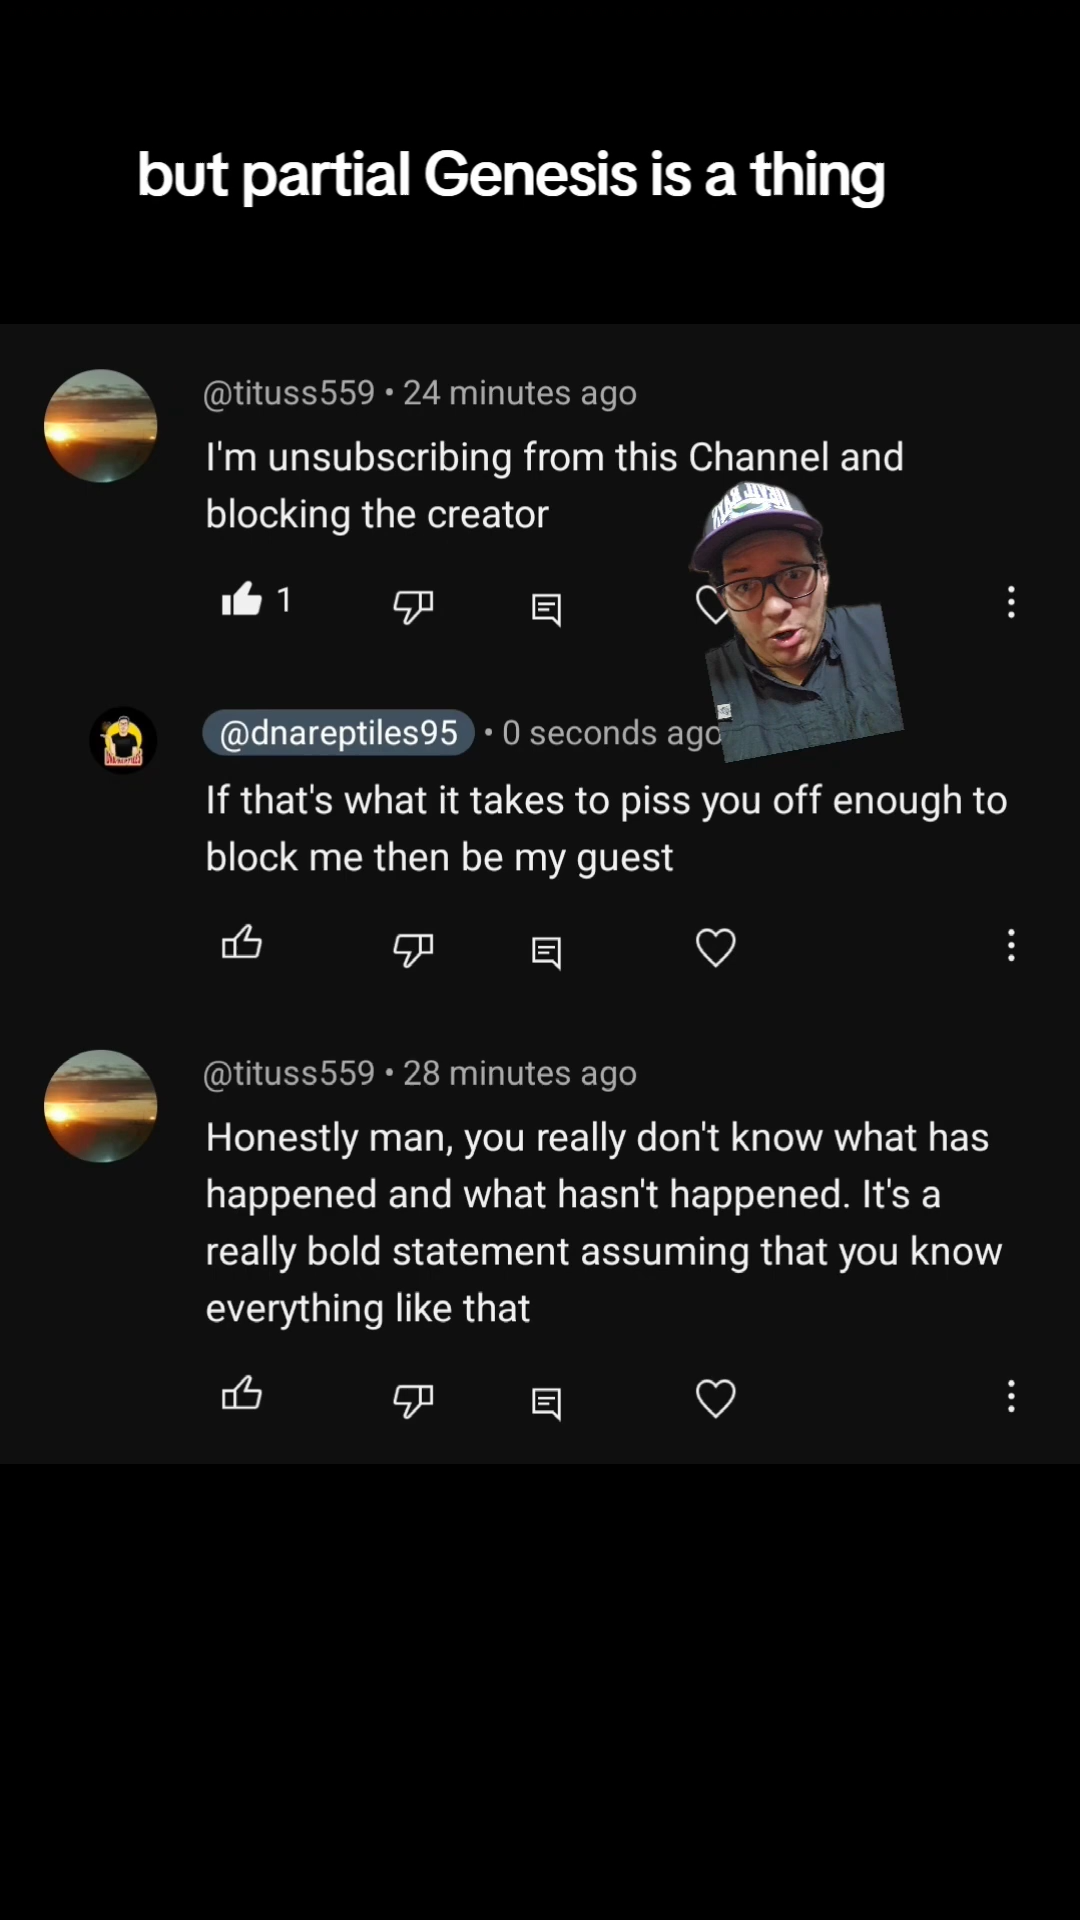 but partial Genesis is a thing
@tituss559 • 24 minutes ago
I'm unsubscribing from this Channel and
blocking the creator
1
@dnareptiles95 • 0 seconds ago
If that's what it takes to piss you off enough to
block me then be my guest
@tituss559 • 28 minutes ago
Honestly man, you really don't know what has
happened and what hasn't happened. It's a
really bold statement assuming that you know
everything like that